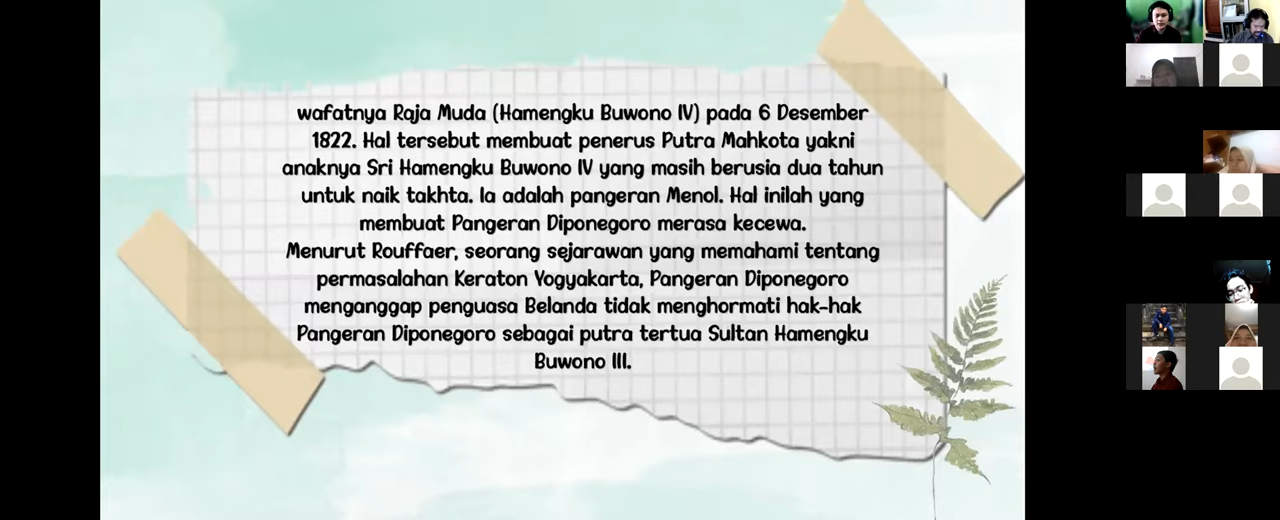 wafatnya Raja Muda (Hamengku Buwono IV) pada 6 Desember
1822. Hal tersebut membuat penerus Putra Mahkota yakni
anaknya Sri Hamengku Buwono IV yang masih berusia dua tahun
untuk naik takhta. Ia adalah pangeran Menol. Hal inilah yang
membuat Pangeran Diponegoro merasa kecewa.
Menurut Rouffaer, seorang sejarawan yang memahami tentang
permasalahan Keraton Yogyakarta, Pangeran Diponegoro
menganggap penguasa Belanda tidak menghormati hak-hak
Pangeran Diponegoro sebagai putra tertua Sultan Hamengku
Buwono III.